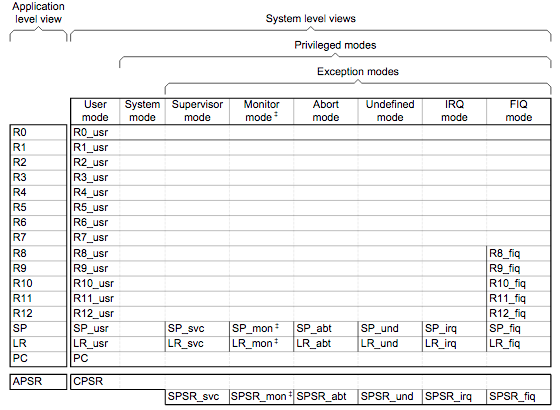 Application level view System level views
Privileged modes
Exception modes
User mode System mode Supervisor mode Monitor mode‡ Abort mode Undefined mode IRQ mode FIQ mode
R0 R0_usr
R1 R1_usr
R2 R2_usr
R3 R3_usr
R4 R4_usr
R5 R5_usr
R6 R6_usr
R7 R7_usr
R8 R8_usr R8_fiq
R9 R9_usr R9_fiq
R10 R10_usr R10_fiq
R11 R11_usr R11_fiq
R12 R12_usr R12_fiq
SP SP_usr SP_svc SP_mon‡ SP_abt SP_und SP_irq SP_fiq
LR LR_usr LR_svc LR_mon‡ LR_abt LR_und LR_irq LR_fiq
PC PC
APSR CPSR
SPSR_svc SPSR_mon‡ SPSR_abt SPSR_und SPSR_irq SPSR_fiq